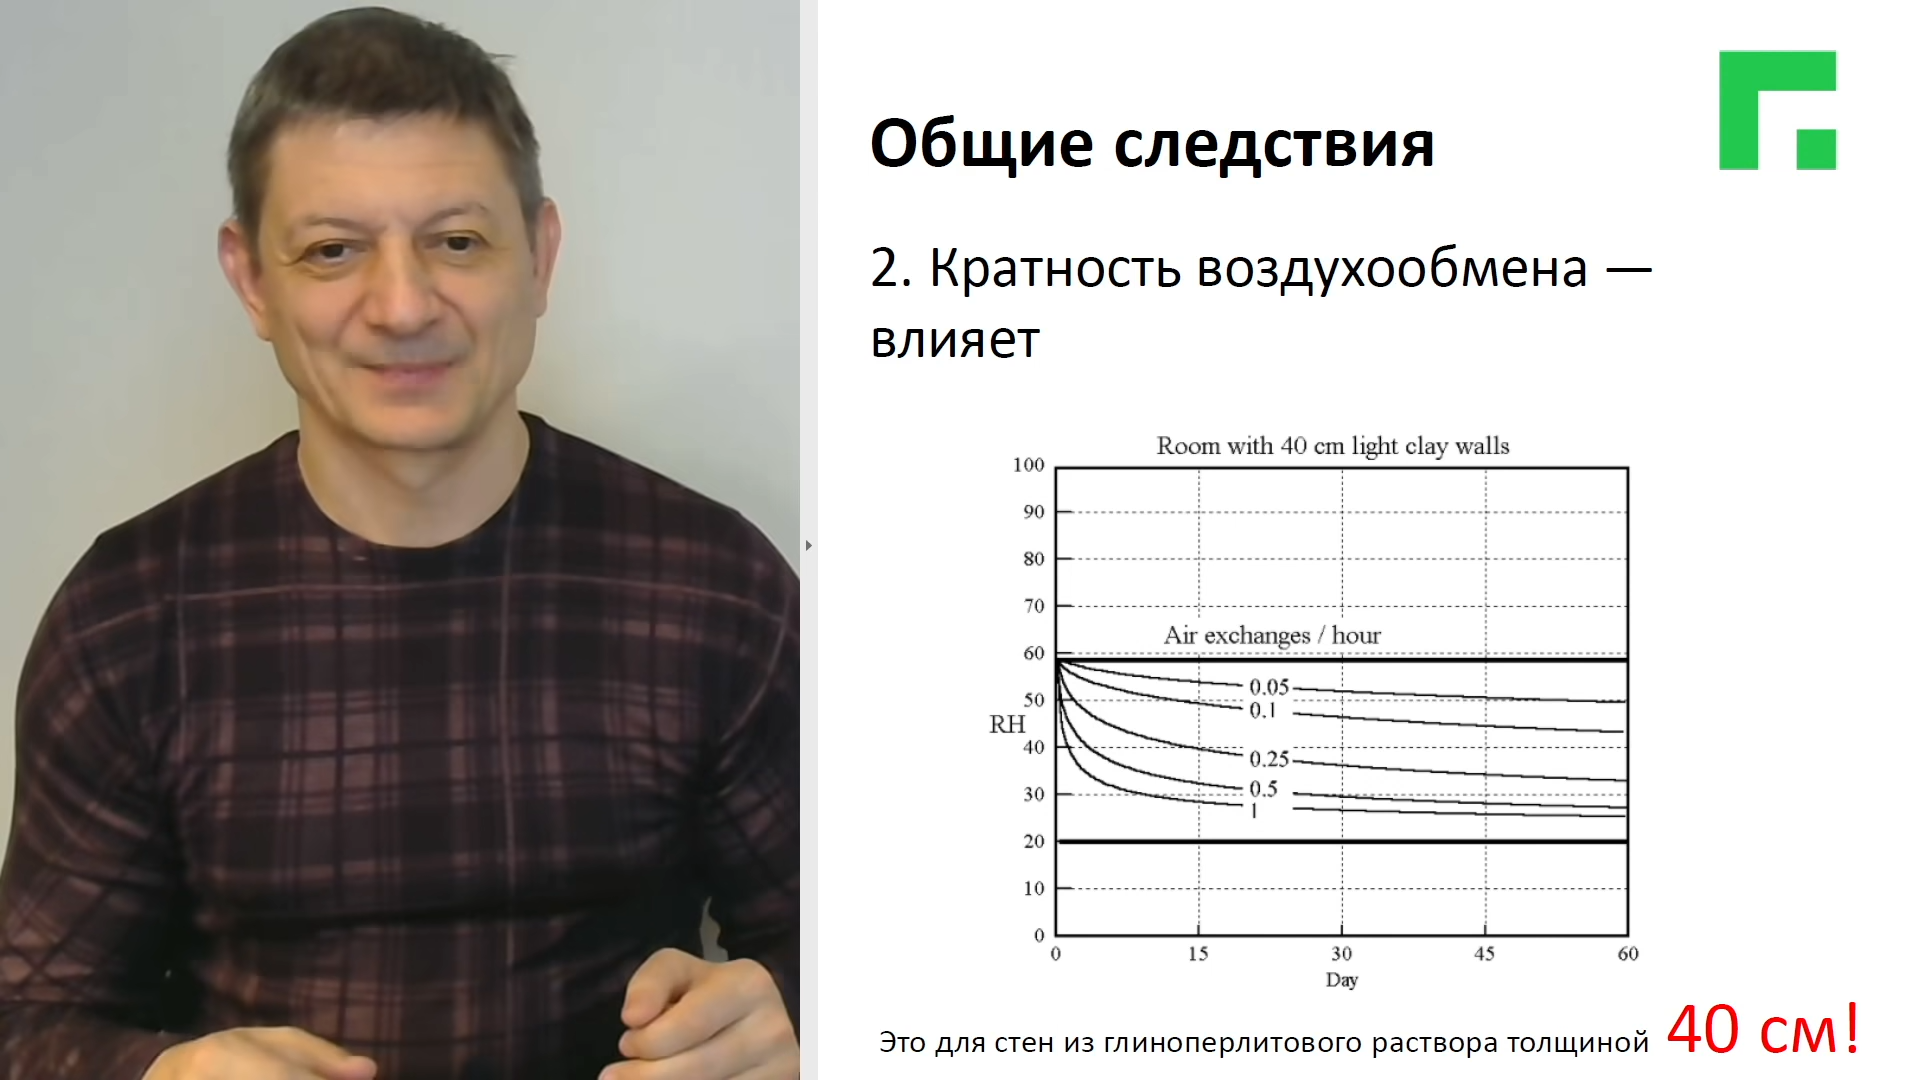 Общие следствия
2. Кратность воздухообмена —
влияет
Room with 40 cm light clay walls
100
90
80
70
Air exchanges / hour
60
0.05
50
0.1
RH
40
0.25
0.5
30
1
20
10
0
0 15 30 45 60
Day
Это для стен из глиноперлитового раствора толщиной 40 см!